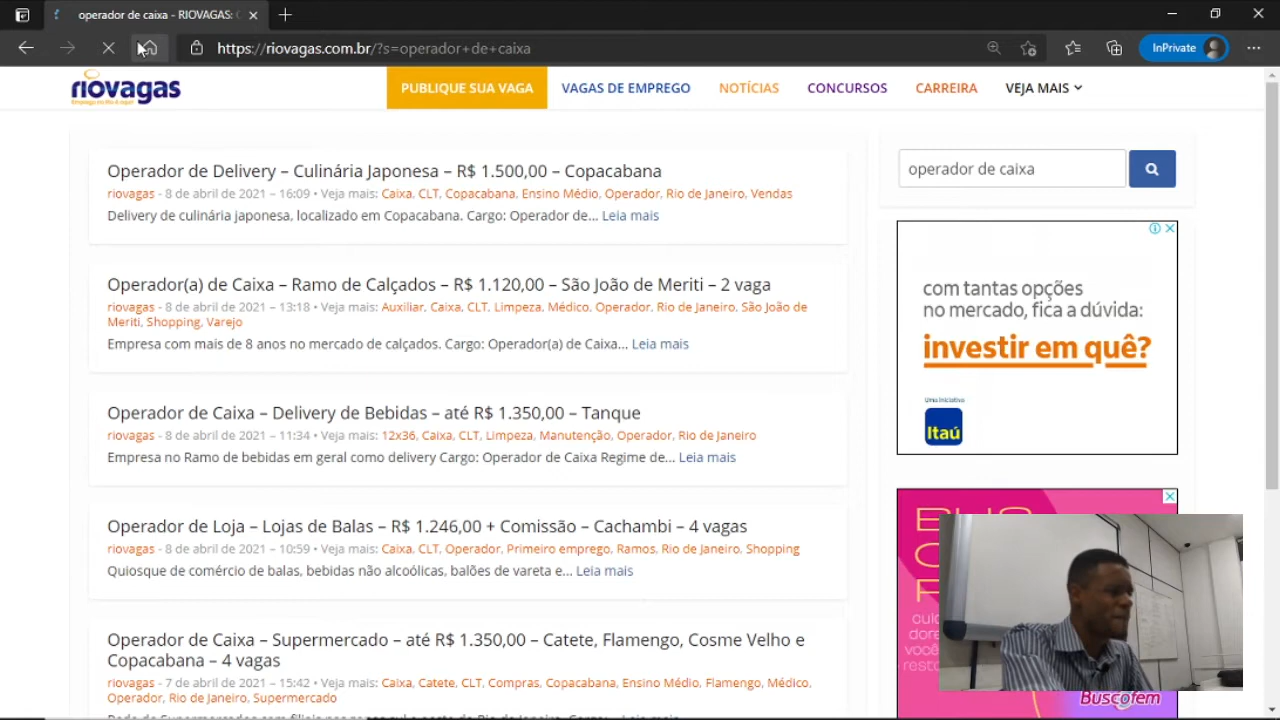 operador de caixa - RIOVAGAS:
InPrivate
https://riovagas.com.br/?s=operador+de+caixa
riovagas
PUBLIQUE SUA VAGA
VAGAS DE EMPREGO
NOTÍCIAS
CONCURSOS
CARREIRA
VEJA MAIS
Operador de Delivery – Culinária Japonesa – R$ 1.500,00 – Copacabana
riovagas - 8 de abril de 2021 – 16:09 • Veja mais: Caixa, CLT, Copacabana, Ensino Médio, Operador, Rio de Janeiro, Vendas
Delivery de culinária japonesa, localizado em Copacabana. Cargo: Operador de... Leia mais
Operador(a) de Caixa – Ramo de Calçados – R$ 1.120,00 – São João de Meriti – 2 vaga
riovagas - 8 de abril de 2021 – 13:18 • Veja mais: Auxiliar, Caixa, CLT, Limpeza, Médico, Operador, Rio de Janeiro, São João de
Meriti, Shopping, Varejo
Empresa com mais de 8 anos no mercado de calçados. Cargo: Operador(a) de Caixa... Leia mais
Operador de Caixa – Delivery de Bebidas – até R$ 1.350,00 – Tanque
riovagas - 8 de abril de 2021 – 11:34 • Veja mais: 12x36, Caixa, CLT, Limpeza, Manutenção, Operador, Rio de Janeiro
Empresa no Ramo de bebidas em geral como delivery Cargo: Operador de Caixa Regime de... Leia mais
Operador de Loja – Lojas de Balas – R$ 1.246,00 + Comissão – Cachambi – 4 vagas
riovagas - 8 de abril de 2021 – 10:59 • Veja mais: Caixa, CLT, Operador, Primeiro emprego, Ramos, Rio de Janeiro, Shopping
Quiosque de comércio de balas, bebidas não alcoólicas, balões de vareta e... Leia mais
Operador de Caixa – Supermercado – até R$ 1.350,00 – Catete, Flamengo, Cosme Velho e
Copacabana – 4 vagas
riovagas - 7 de abril de 2021 – 15:42 • Veja mais: Caixa, Catete, CLT, Compras, Copacabana, Ensino Médio, Flamengo, Médico,
Operador, Rio de Janeiro, Supermercado
operador de caixa
com tantas opções
no mercado, fica a dúvida:
investir em quê?
Uma iniciativa
Itaú
Buscofem